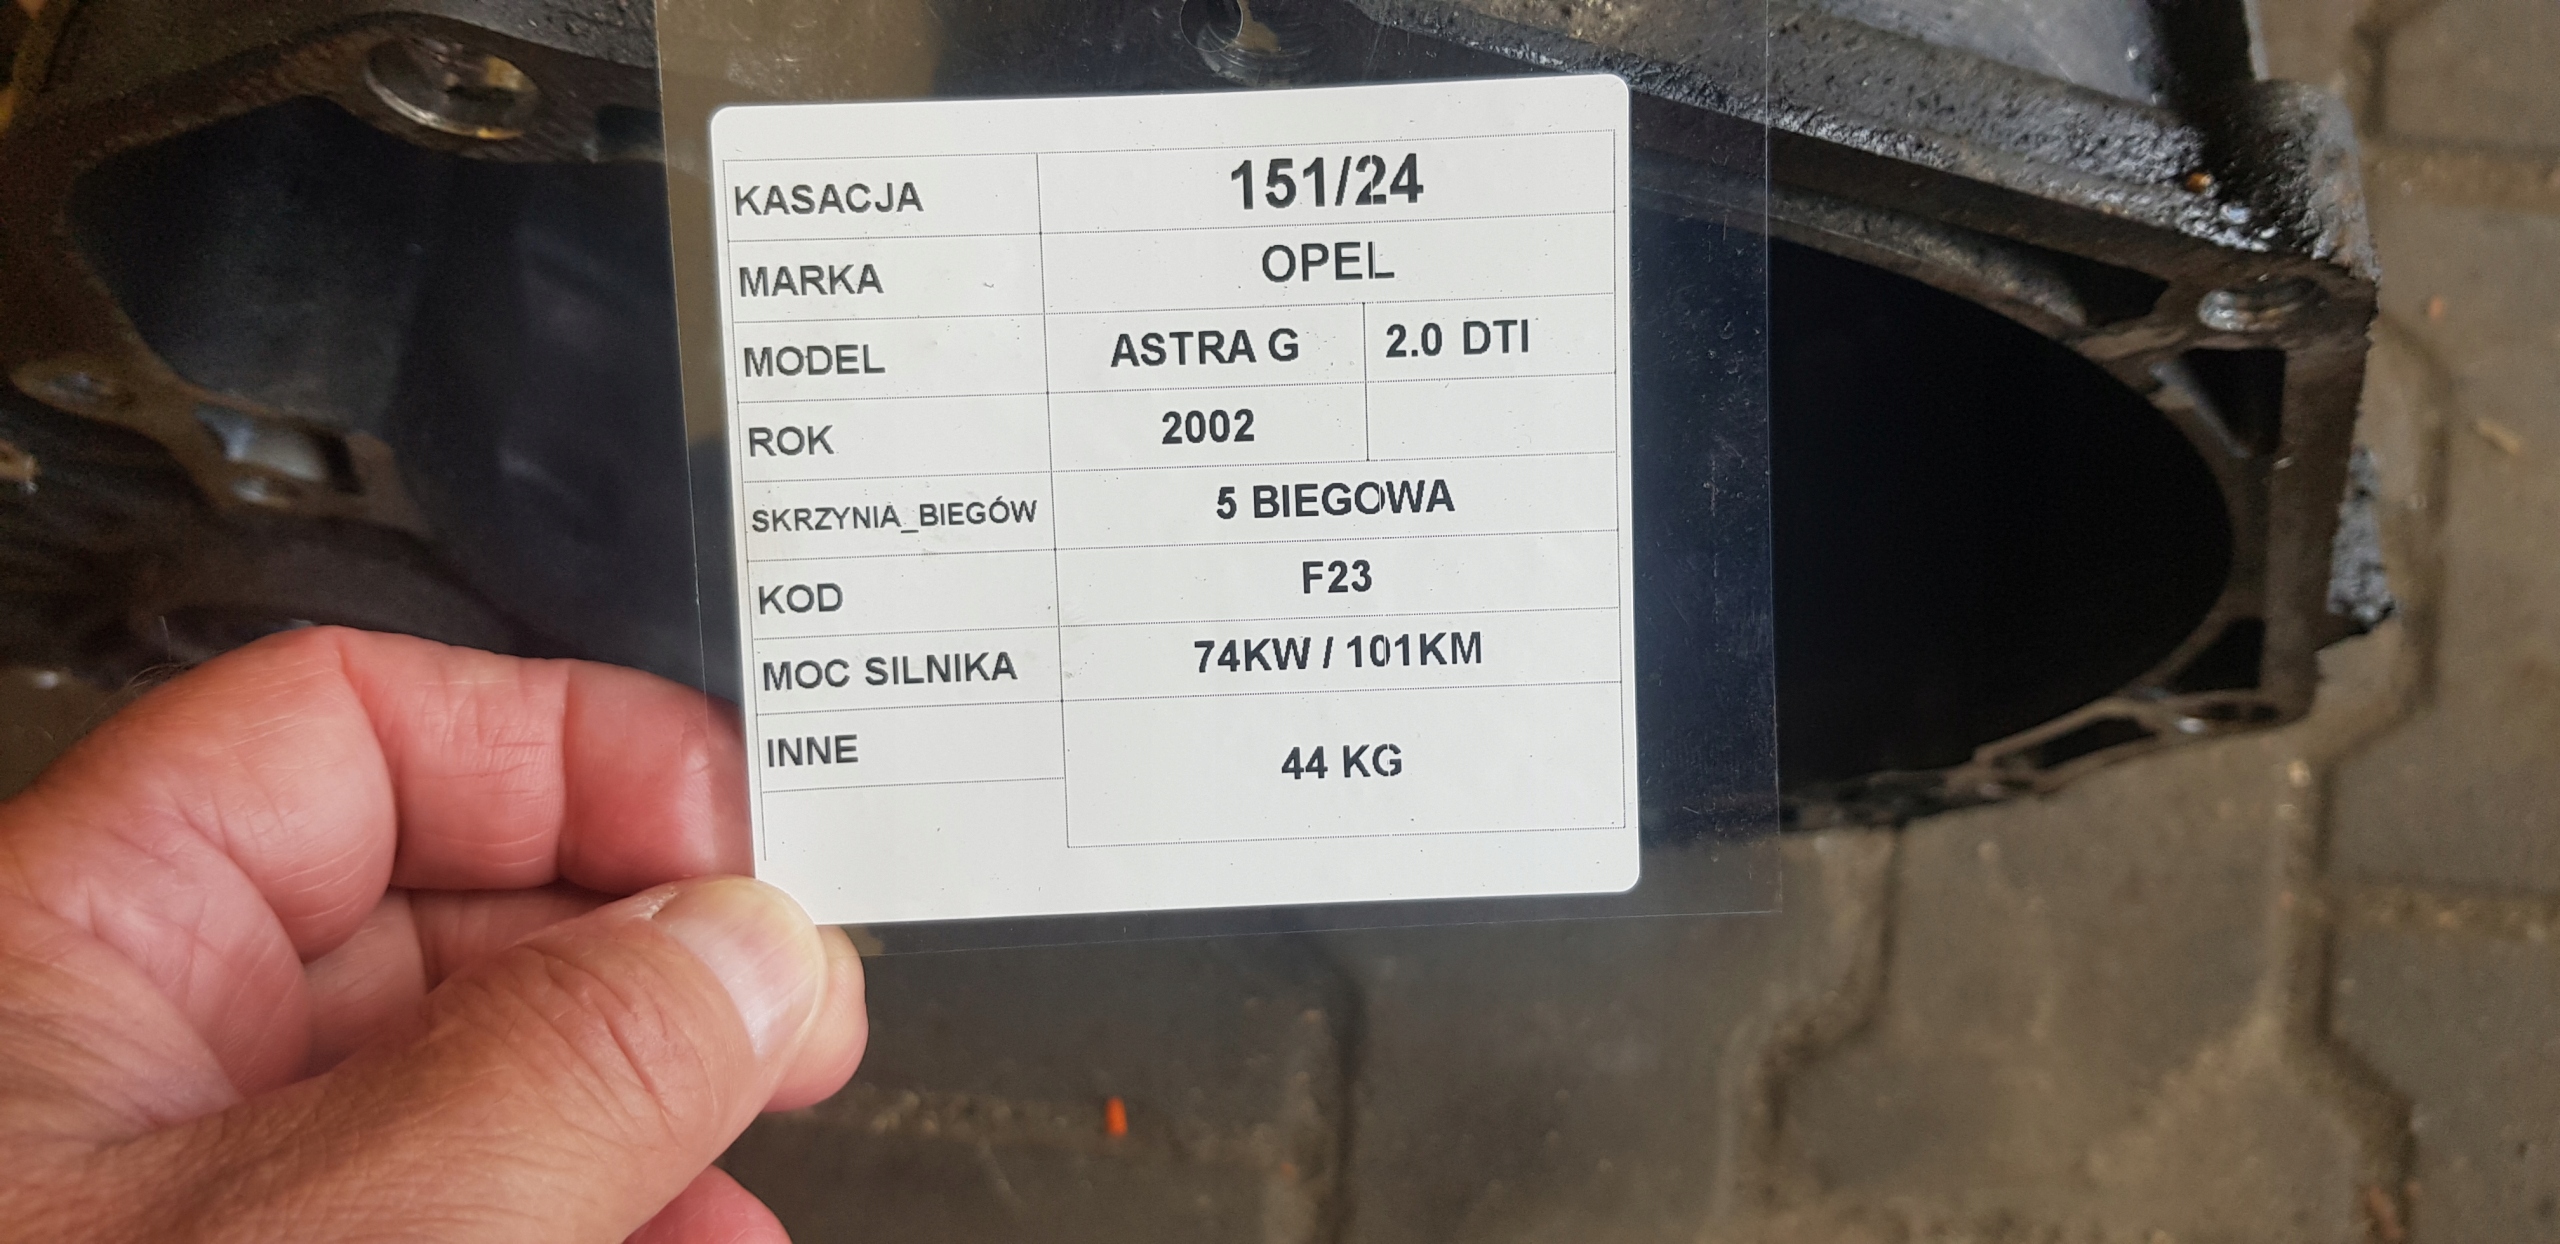 KASACJA 151/24
MARKA OPEL
MODEL ASTRA G 2.0 DTI
ROK 2002
SKRZYNIA_BIEGÓW 5 BIEGOWA
KOD F23
MOC SILNIKA 74KW / 101KM
INNE 44 KG